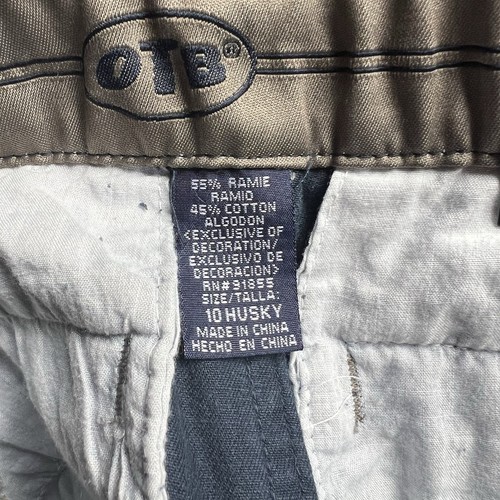 OTB®
55% RAMIE
RAMIO
45% COTTON
ALGODON
<EXCLUSIVE OF
DECORATION/
EXCLUSIVO DE
DECORACION>
RN#91855
SIZE/TALLA:
10 HUSKY
MADE IN CHINA
HECHO EN CHINA